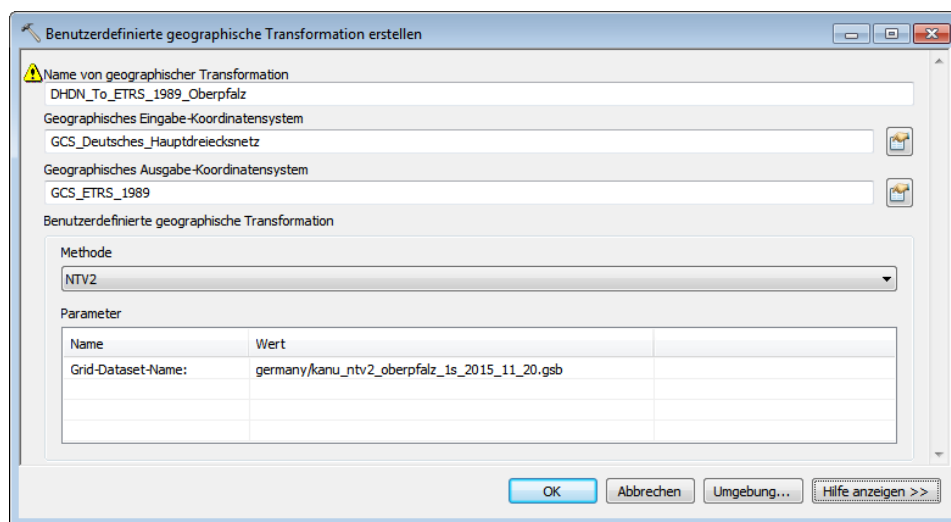 Benutzerdefinierte geographische Transformation erstellen
Name von geographischer Transformation
DHDN_To_ETRS_1989_Oberpfalz
Geographisches Eingabe-Koordinatensystem
GCS_Deutsches_Hauptdreiecksnetz
Geographisches Ausgabe-Koordinatensystem
GCS_ETRS_1989
Benutzerdefinierte geographische Transformation
Methode
NTV2
Parameter
Name Wert
Grid-Dataset-Name: germany/kanu_ntv2_oberpfalz_1s_2015_11_20.gsb
OK Abbrechen Umgebung... Hilfe anzeigen >>